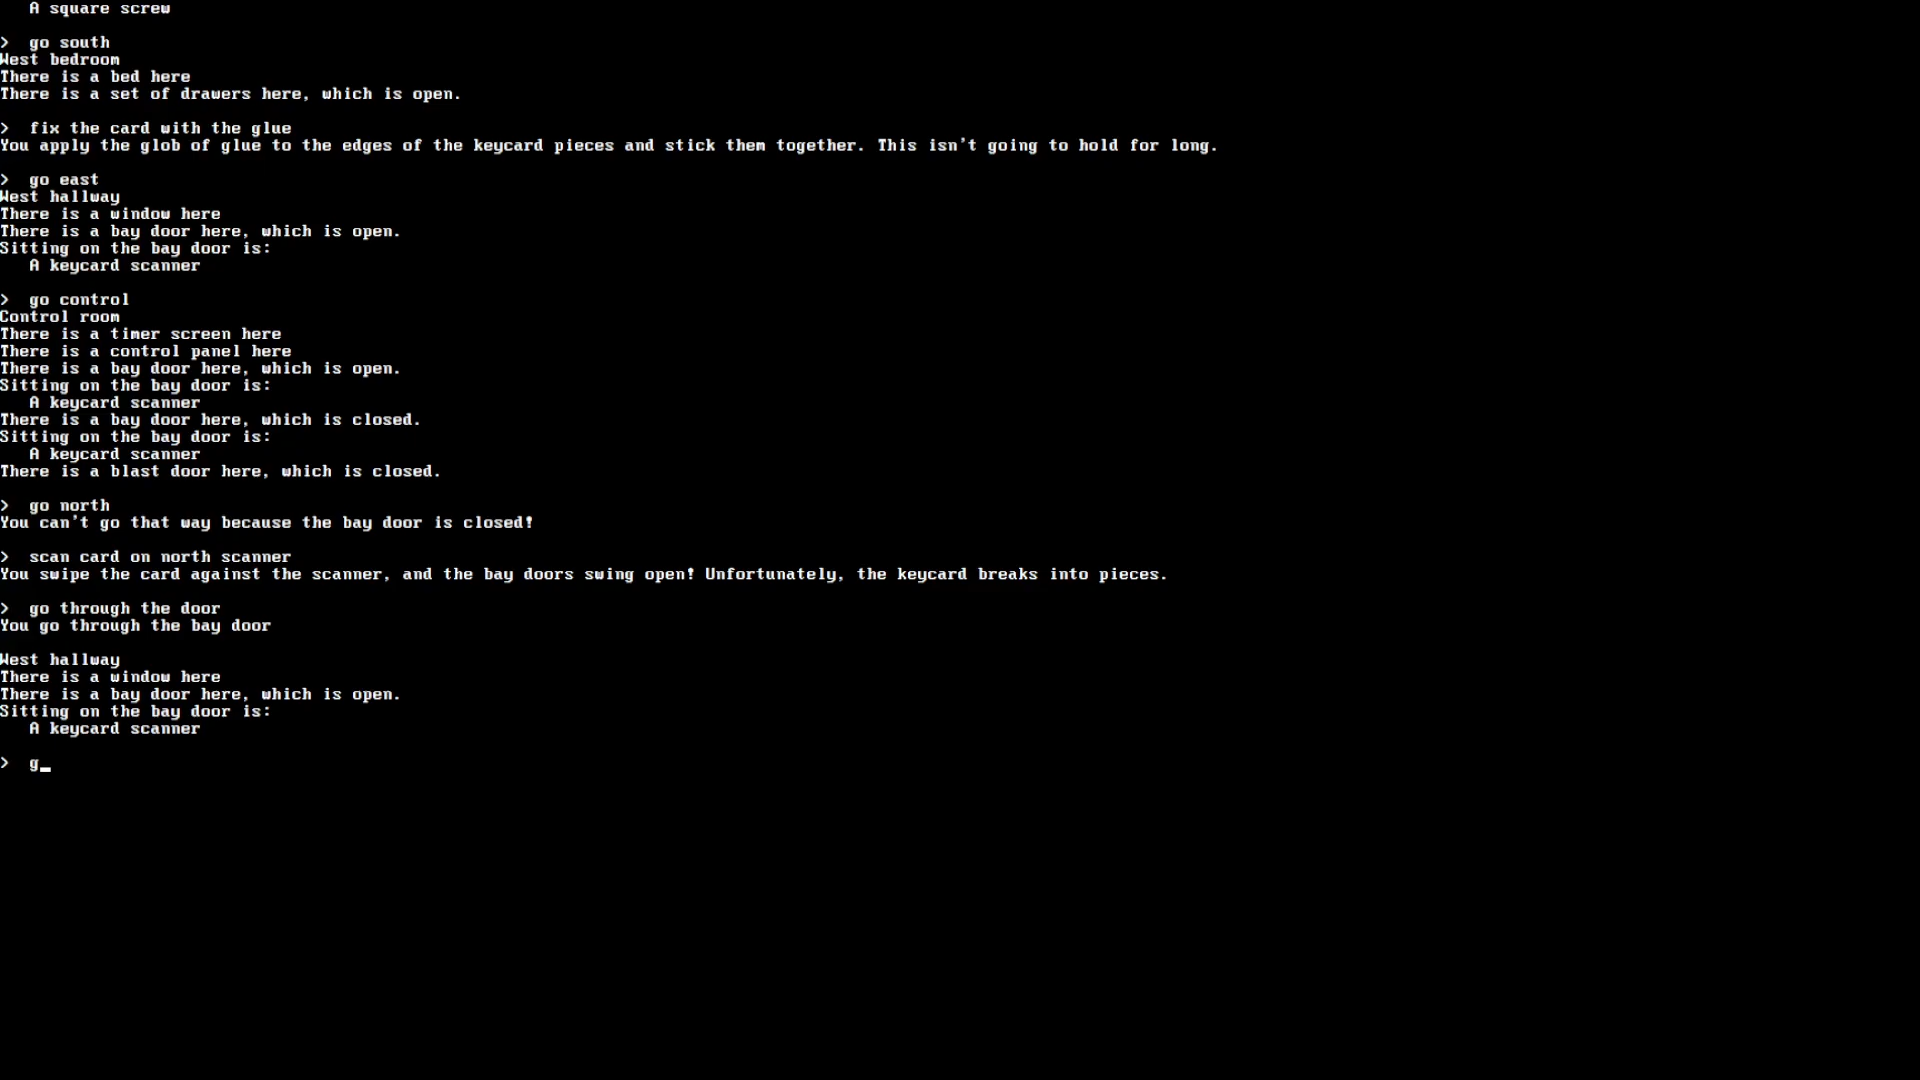 A square screw
> go south
West bedroom
There is a bed here
There is a set of drawers here, which is open.
> fix the card with the glue
You apply the glob of glue to the edges of the keycard pieces and stick them together. This isn't going to hold for long.
> go east
West hallway
There is a window here
There is a bay door here, which is open.
Sitting on the bay door is:
A keycard scanner
> go control
Control room
There is a timer screen here
There is a control panel here
There is a bay door here, which is open.
Sitting on the bay door is:
A keycard scanner
There is a bay door here, which is closed.
Sitting on the bay door is:
A keycard scanner
There is a blast door here, which is closed.
> go north
You can't go that way because the bay door is closed!
> scan card on north scanner
You swipe the card against the scanner, and the bay doors swing open! Unfortunately, the keycard breaks into pieces.
> go through the door
You go through the bay door
West hallway
There is a window here
There is a bay door here, which is open.
Sitting on the bay door is:
A keycard scanner
> g_